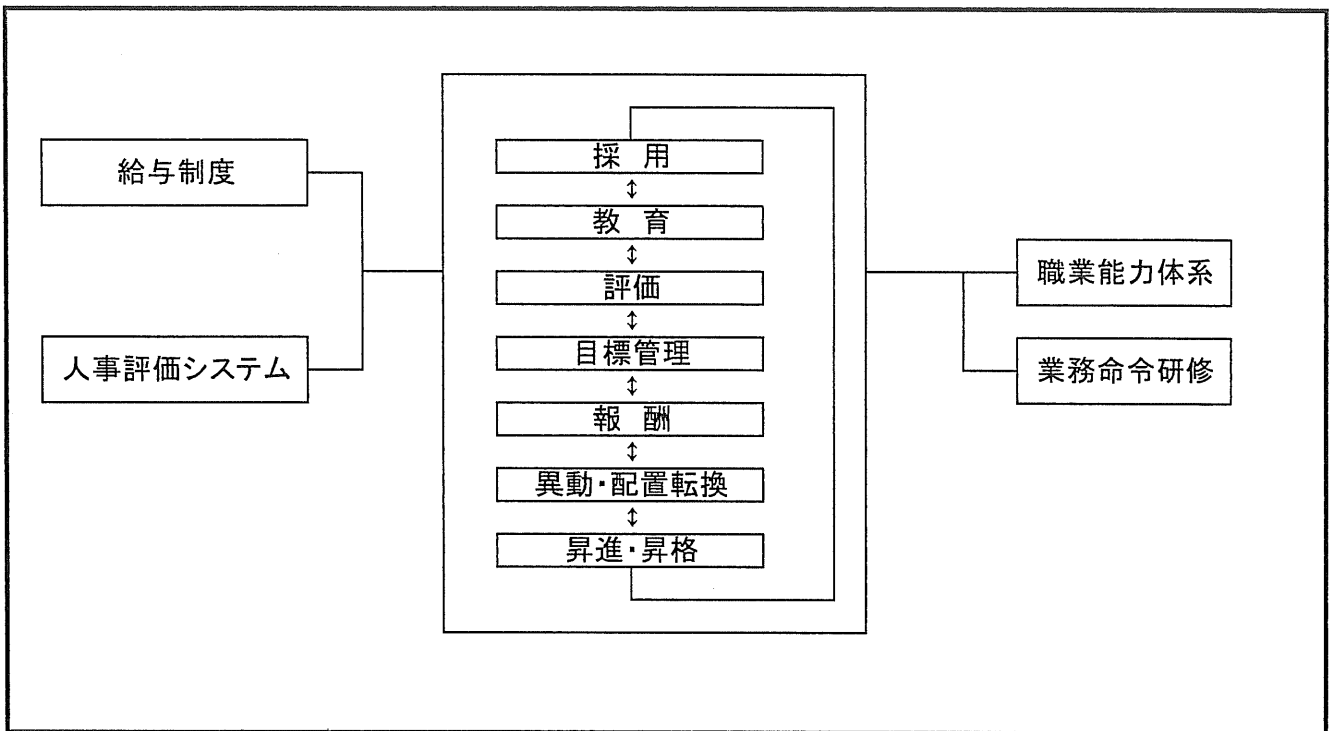 給与制度
人事評価システム
採 用
↕
教 育
↕
評価
↕
目標管理
↕
報 酬
↕
異動・配置転換
↕
昇進・昇格
職業能力体系
業務命令研修